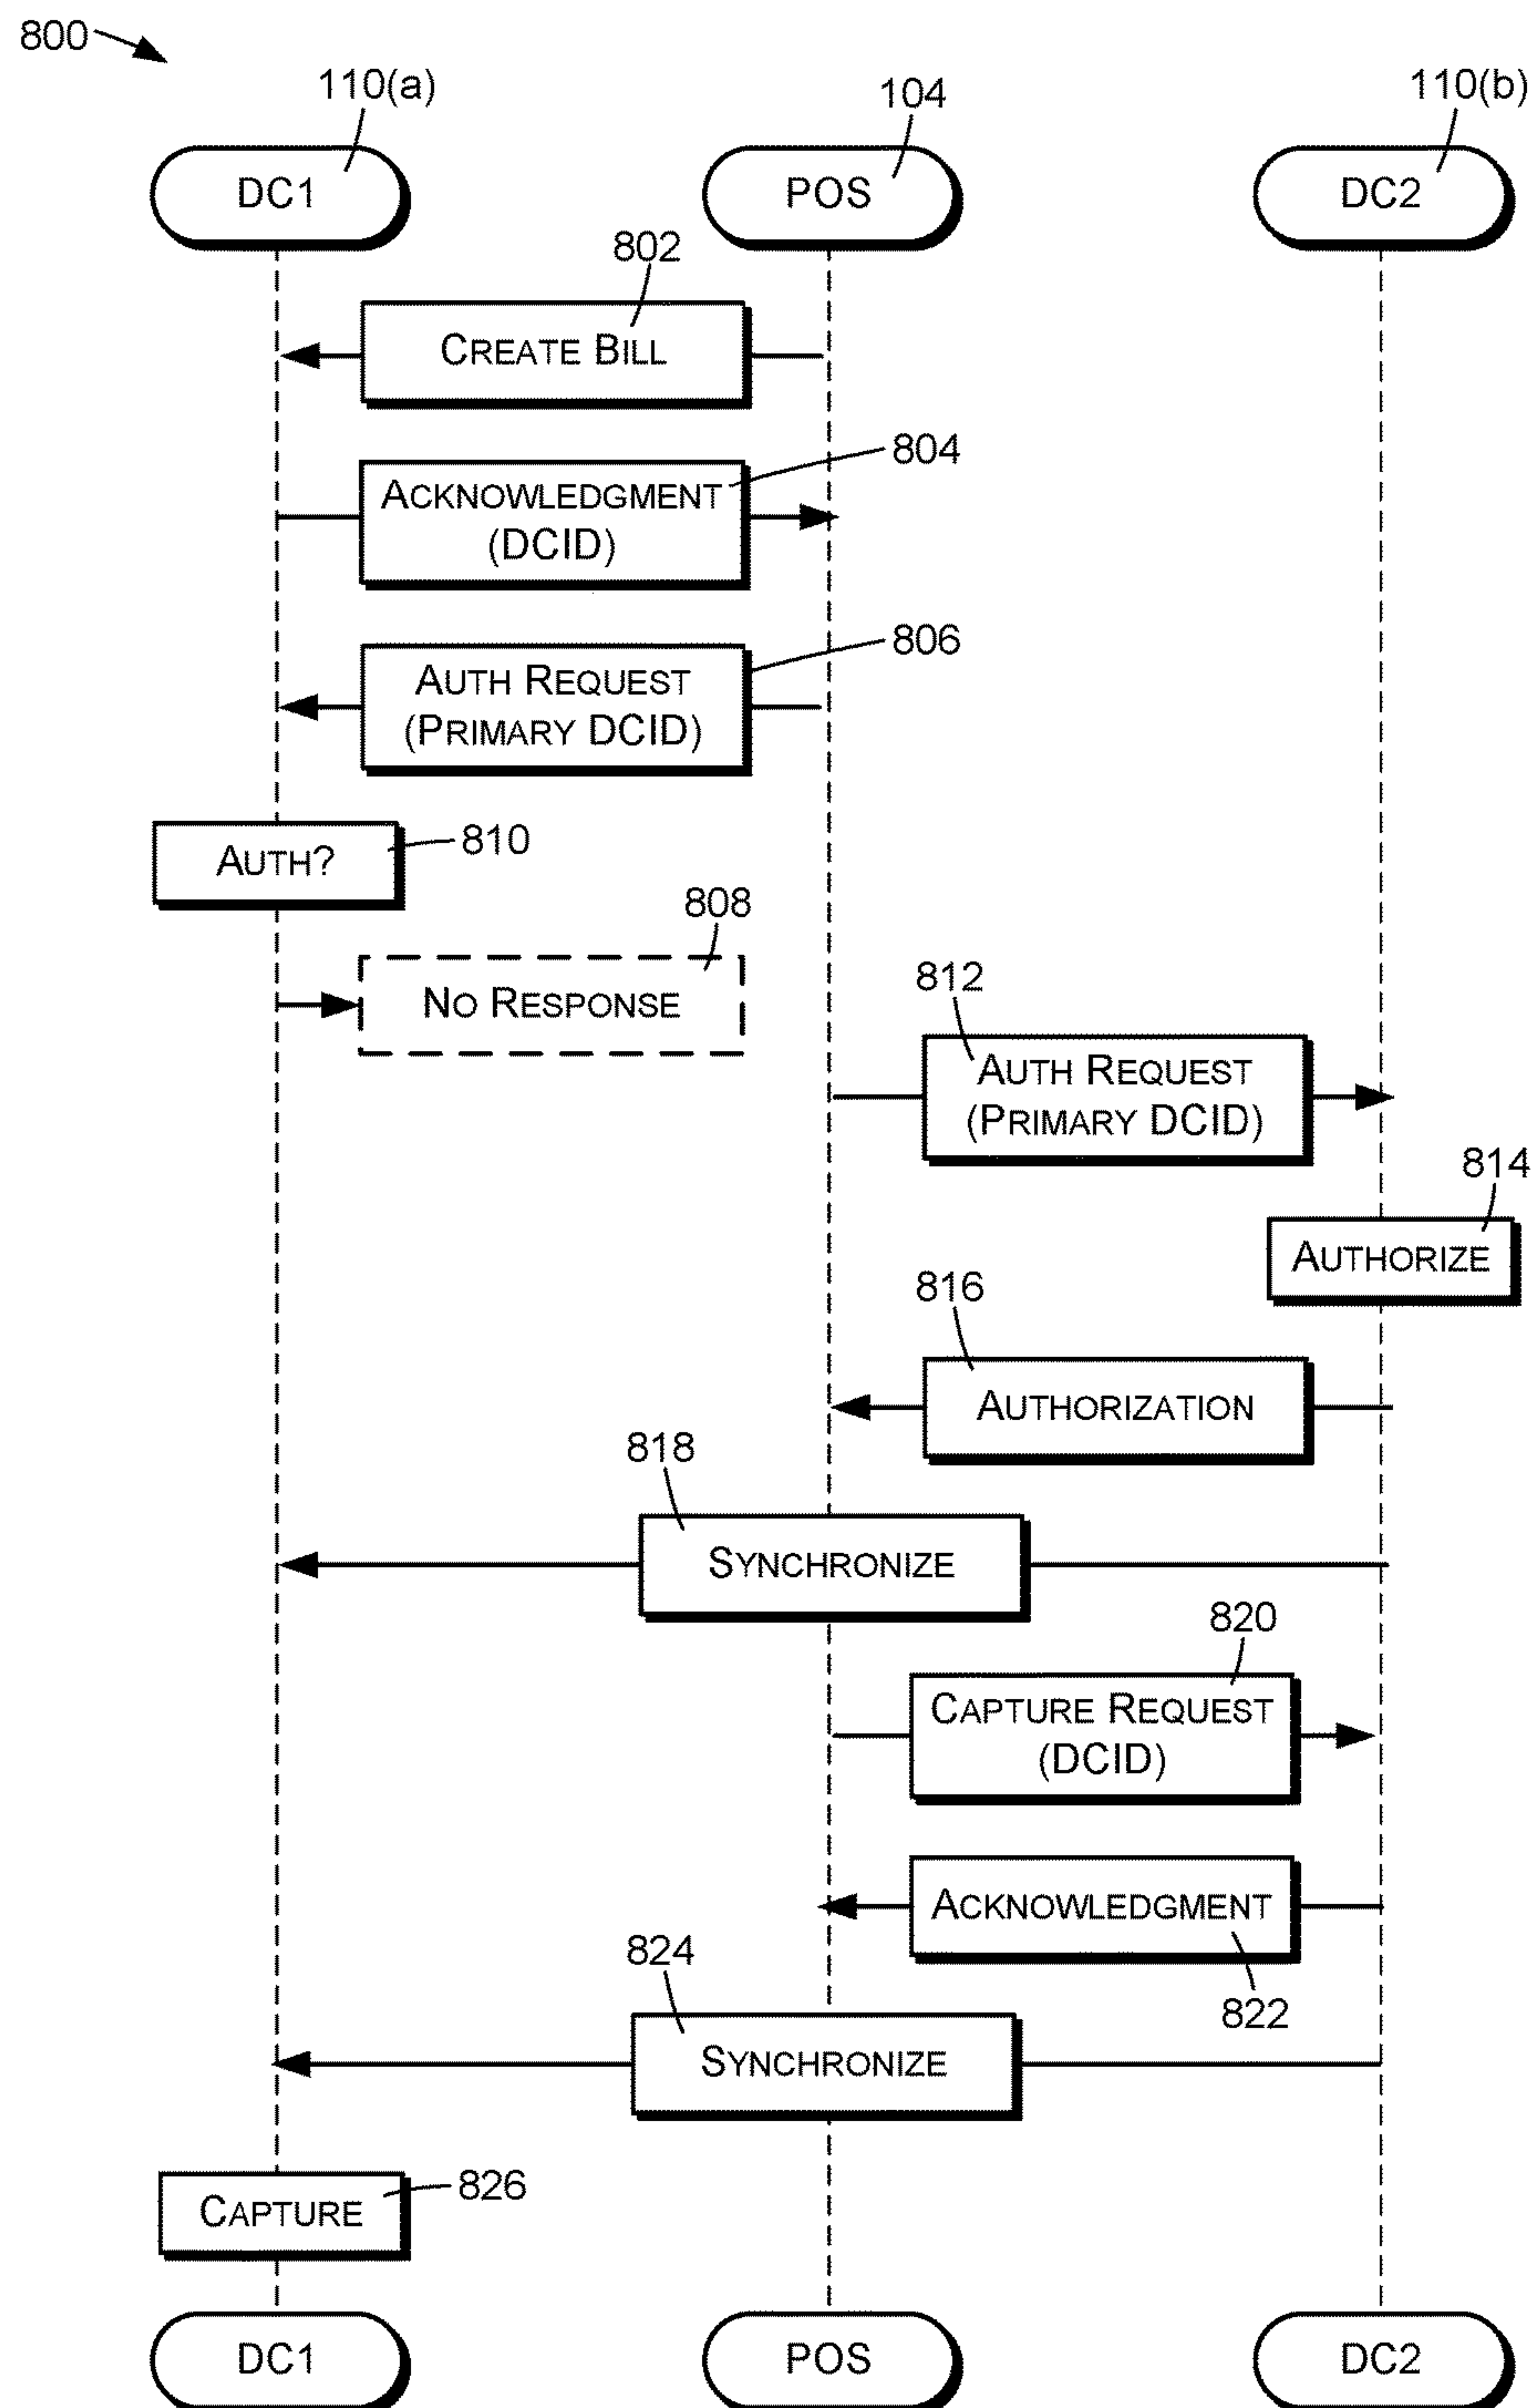 800
110(a)
104
110(b)
DC1
POS
DC2
802
CREATE BILL
804
ACKNOWLEDGMENT
(DCID)
806
AUTH REQUEST
(PRIMARY DCID)
AUTH?
810
808
NO RESPONSE
812
AUTH REQUEST
(PRIMARY DCID)
814
AUTHORIZE
816
AUTHORIZATION
818
SYNCHRONIZE
820
CAPTURE REQUEST
(DCID)
ACKNOWLEDGMENT
822
824
SYNCHRONIZE
CAPTURE
826
DC1
POS
DC2